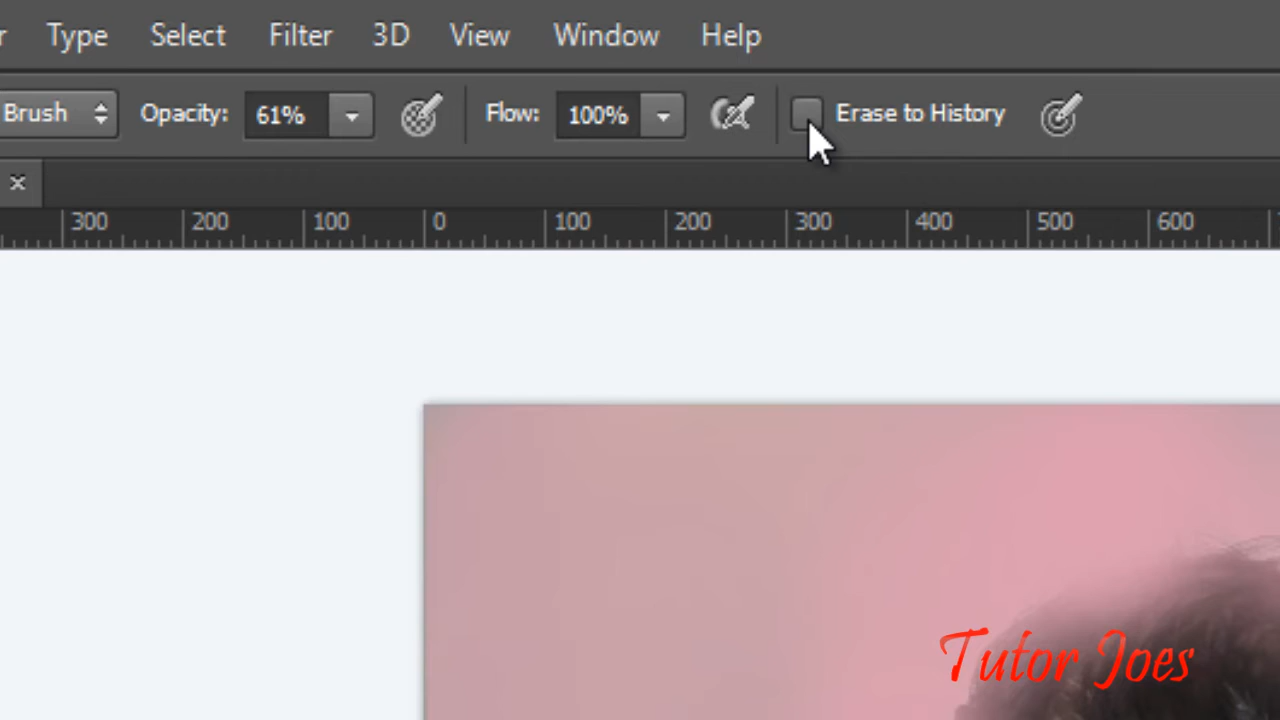 Type Select Filter 3D View Window Help
Brush Opacity: 61% Flow: 100% Erase to History
×
300 200 100 0 100 200 300 400 500 600
Tutor Joes